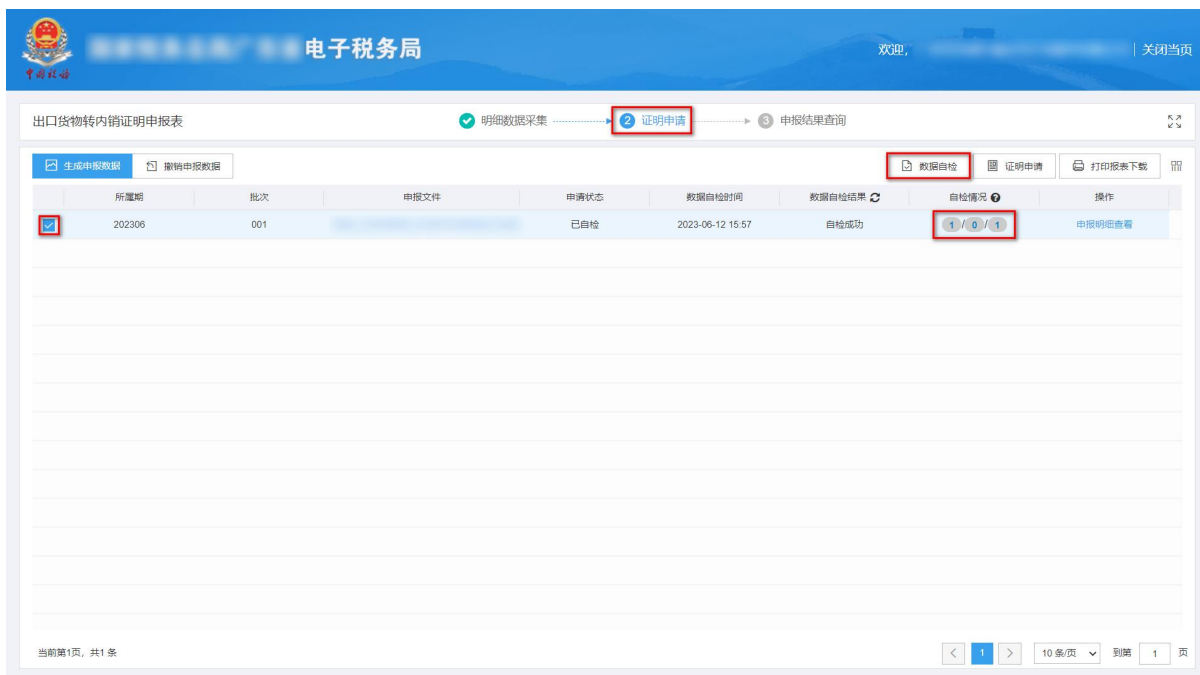 电子税务局
欢迎,
关闭当页
中国税务
出口货物转内销证明申报表
明细数据采集
2 证明申请
3 申报结果查询
生成申报数据
撤销申报数据
数据自检
证明申请
打印报表下载
所属期 批次 申报文件 申请状态 数据自检时间 数据自检结果 自检情况 操作
202306 001 已自检 2023-06-12 15:57 自检成功 1 / 0 / 1 申报明细查看
当前第1页, 共1 条
< 1 > 10 条/页 到第 1 页